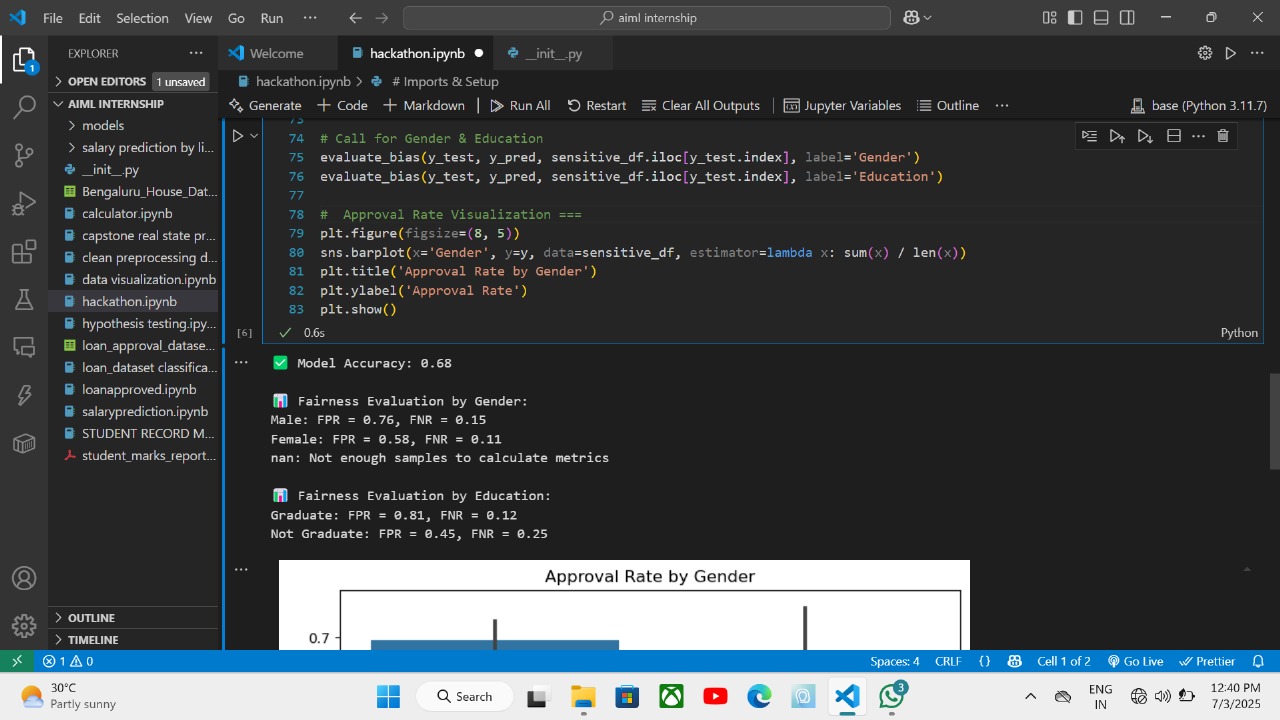 File Edit Selection View Go Run ··· aiml internship
EXPLORER ···
Welcome hackathon.ipynb __init__.py ···
OPEN EDITORS 1 unsaved
hackathon.ipynb > # Imports & Setup
AIML INTERNSHIP
Generate + Code + Markdown Run All Restart Clear All Outputs Jupyter Variables Outline ··· base (Python 3.11.7)
models
salary prediction by li...
__init__.py
Bengaluru_House_Dat...
calculator.ipynb
capstone real state pr...
clean preprocessing d...
data visualization.ipynb
hackathon.ipynb
hypothesis testing.ipy...
loan_approval_datase...
loan_dataset classifica...
loanapproved.ipynb
salaryprediction.ipynb
STUDENT RECORD M...
student_marks_report...
OUTLINE
TIMELINE
73
74 # Call for Gender & Education
75 evaluate_bias(y_test, y_pred, sensitive_df.iloc[y_test.index], label='Gender')
76 evaluate_bias(y_test, y_pred, sensitive_df.iloc[y_test.index], label='Education')
77
78 #  Approval Rate Visualization ===
79 plt.figure(figsize=(8, 5))
80 sns.barplot(x='Gender', y=y, data=sensitive_df, estimator=lambda x: sum(x) / len(x))
81 plt.title('Approval Rate by Gender')
82 plt.ylabel('Approval Rate')
83 plt.show()
[6] ✓ 0.6s Python
··· ✅ Model Accuracy: 0.68
📊 Fairness Evaluation by Gender:
Male: FPR = 0.76, FNR = 0.15
Female: FPR = 0.58, FNR = 0.11
nan: Not enough samples to calculate metrics
📊 Fairness Evaluation by Education:
Graduate: FPR = 0.81, FNR = 0.12
Not Graduate: FPR = 0.45, FNR = 0.25
···
Approval Rate by Gender
0.7
1 0 Spaces: 4 CRLF {} Cell 1 of 2 Go Live Prettier
1
30°C
Partly sunny
Search
3
ENG
IN
12:40 PM
7/3/2025